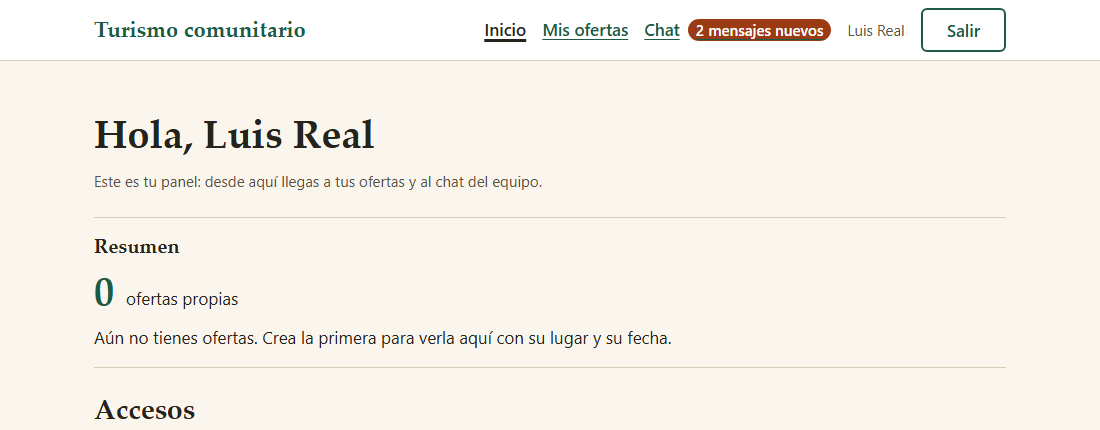 Turismo comunitario
Inicio Mis ofertas Chat 2 mensajes nuevos Luis Real Salir
Hola, Luis Real
Este es tu panel: desde aquí llegas a tus ofertas y al chat del equipo.
Resumen
0 ofertas propias
Aún no tienes ofertas. Crea la primera para verla aquí con su lugar y su fecha.
Accesos